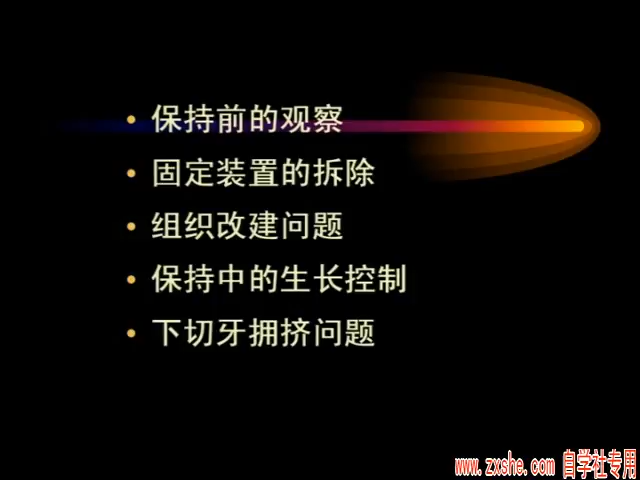 • 保持前的观察
• 固定装置的拆除
• 组织改建问题
• 保持中的生长控制
• 下切牙拥挤问题
www.zxshe.com 自学社专用